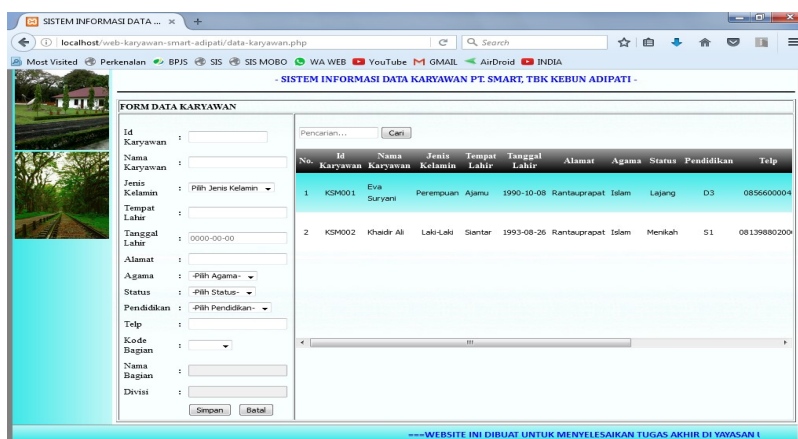 SISTEM INFORMASI DATA ... ×
localhost/web-karyawan-smart-adipati/data-karyawan.php
Search
Most Visited Perkenalan BPJS SIS SIS MOBO WA WEB YouTube GMAIL AirDroid INDIA
- SISTEM INFORMASI DATA KARYAWAN PT. SMART, TBK KEBUN ADIPATI -
FORM DATA KARYAWAN
Id Karyawan :
Nama Karyawan :
Jenis Kelamin : Pilih Jenis Kelamin
Tempat Lahir :
Tanggal Lahir : 0000-00-00
Alamat :
Agama : -Pilih Agama-
Status : -Pilih Status-
Pendidikan : -Pilih Pendidikan-
Telp :
Kode Bagian :
Nama Bagian :
Divisi :
Simpan Batal
Pencarian... Cari
No. Id Karyawan Nama Karyawan Jenis Kelamin Tempat Lahir Tanggal Lahir Alamat Agama Status Pendidikan Telp
1 KSM001 Eva Suryani Perempuan Ajamu 1990-10-08 Rantauprapat Islam Lajang D3 0856600004
2 KSM002 Khaidir Ali Laki-Laki Siantar 1993-08-26 Rantauprapat Islam Menikah S1 08139880200
===WEBSITE INI DIBUAT UNTUK MENYELESAIKAN TUGAS AKHIR DI YAYASAN